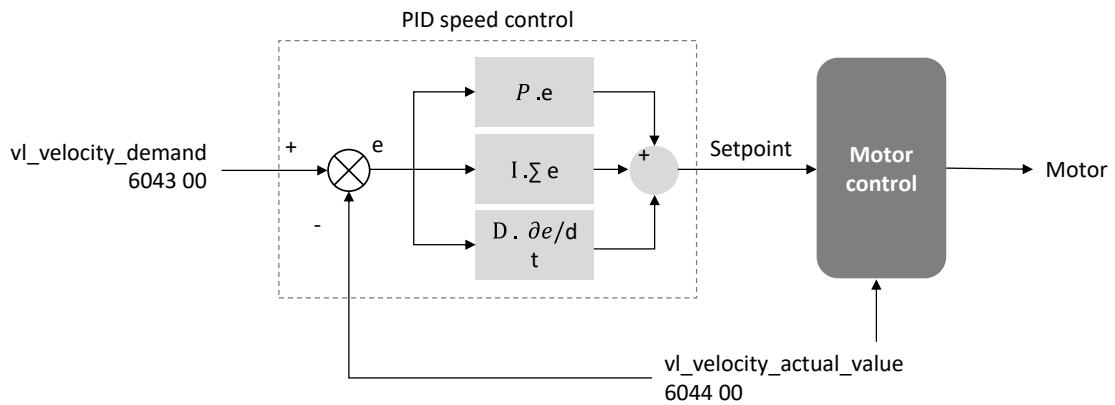 PID speed control
P .e
vl_velocity_demand
6043 00
+
e
-
I .∑ e
+
Setpoint
Motor
control
Motor
D . ∂e/d
t
vl_velocity_actual_value
6044 00